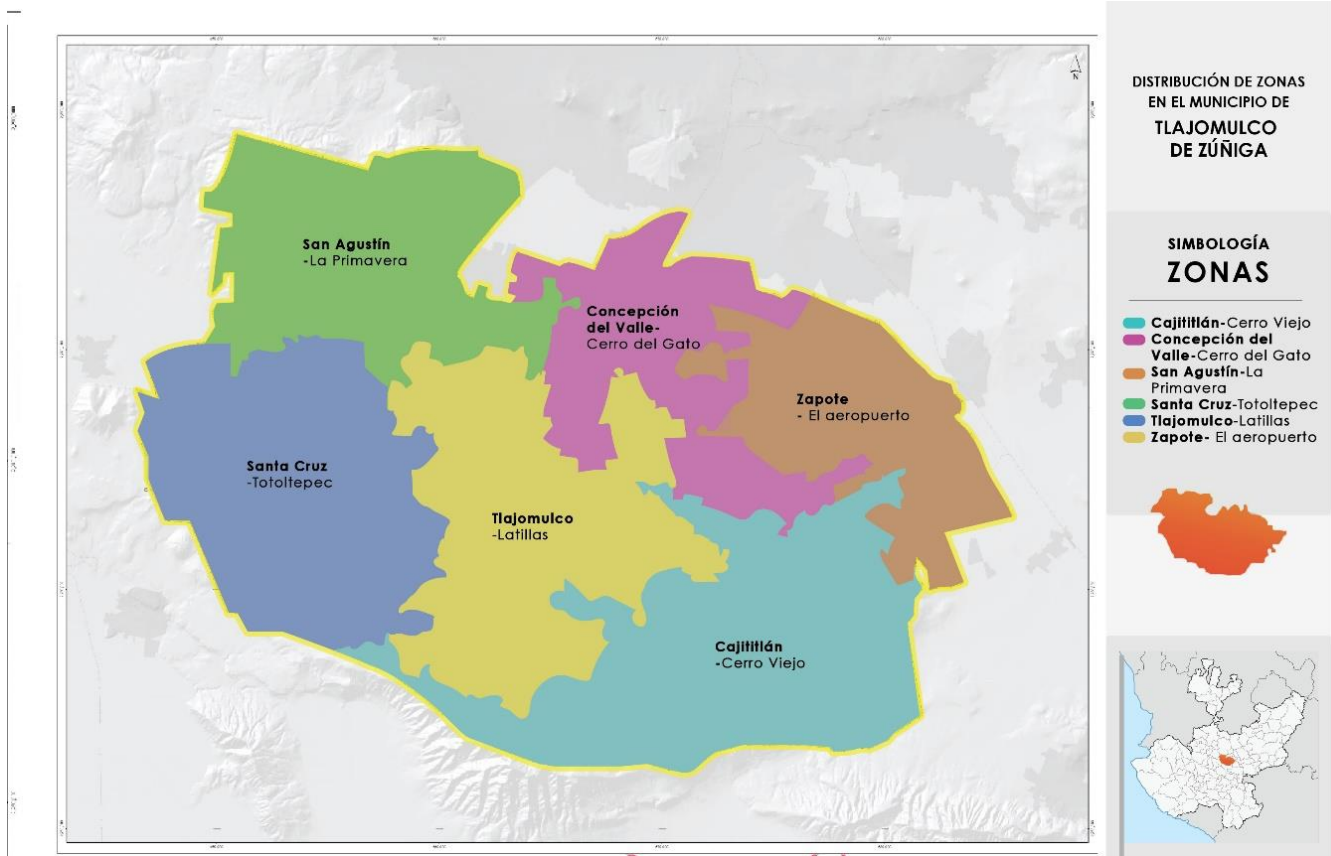 DISTRIBUCIÓN DE ZONAS
EN EL MUNICIPIO DE
TLAJOMULCO
DE ZÚÑIGA
SIMBOLOGÍA
ZONAS
Cajititlán-Cerro Viejo
Concepción del
Valle-Cerro del Gato
San Agustín-La
Primavera
Santa Cruz-Totoltepec
Tlajomulco-Latillas
Zapote- El aeropuerto
N
San Agustín
-La Primavera
Concepción
del Valle-
Cerro del Gato
Zapote
- El aeropuerto
Santa Cruz
-Totoltepec
Tlajomulco
-Latillas
Cajititlán
-Cerro Viejo